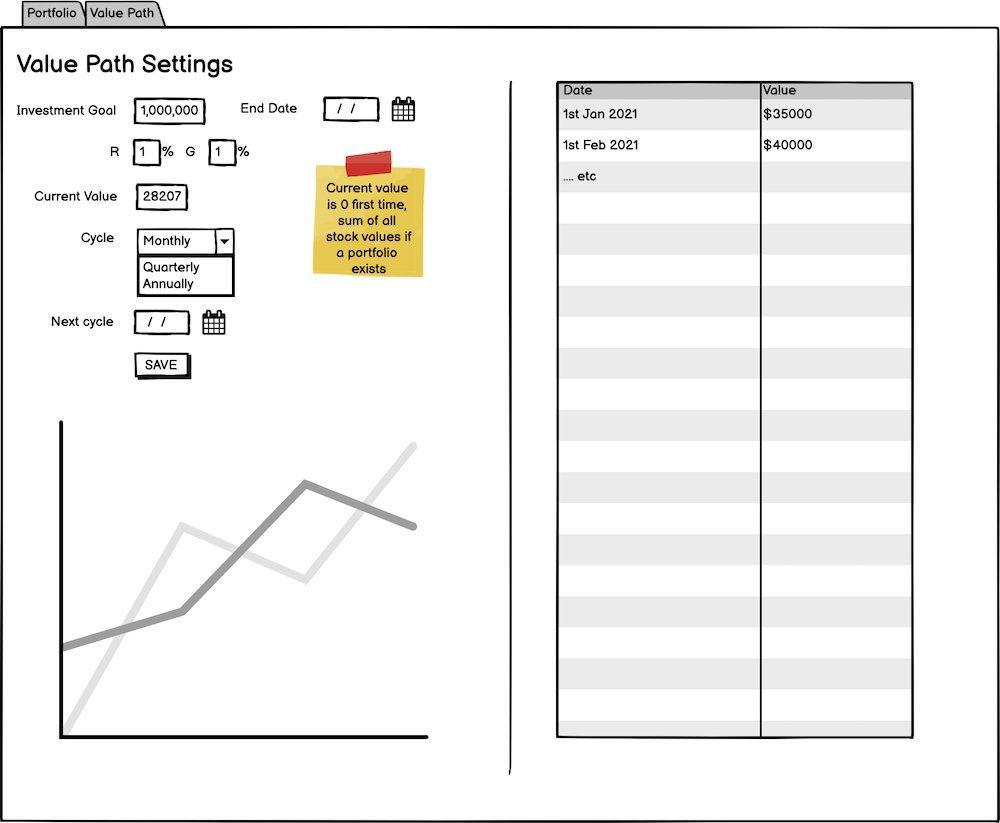 Portfolio
Value Path
Value Path Settings
Investment Goal 1,000,000 End Date / /
R 1 % G 1 %
Current Value 28207
Cycle Monthly
Quarterly
Annually
Next cycle / /
SAVE
Current value
is 0 first time,
sum of all
stock values if
a portfolio
exists
Date Value
1st Jan 2021 $35000
1st Feb 2021 $40000
.... etc